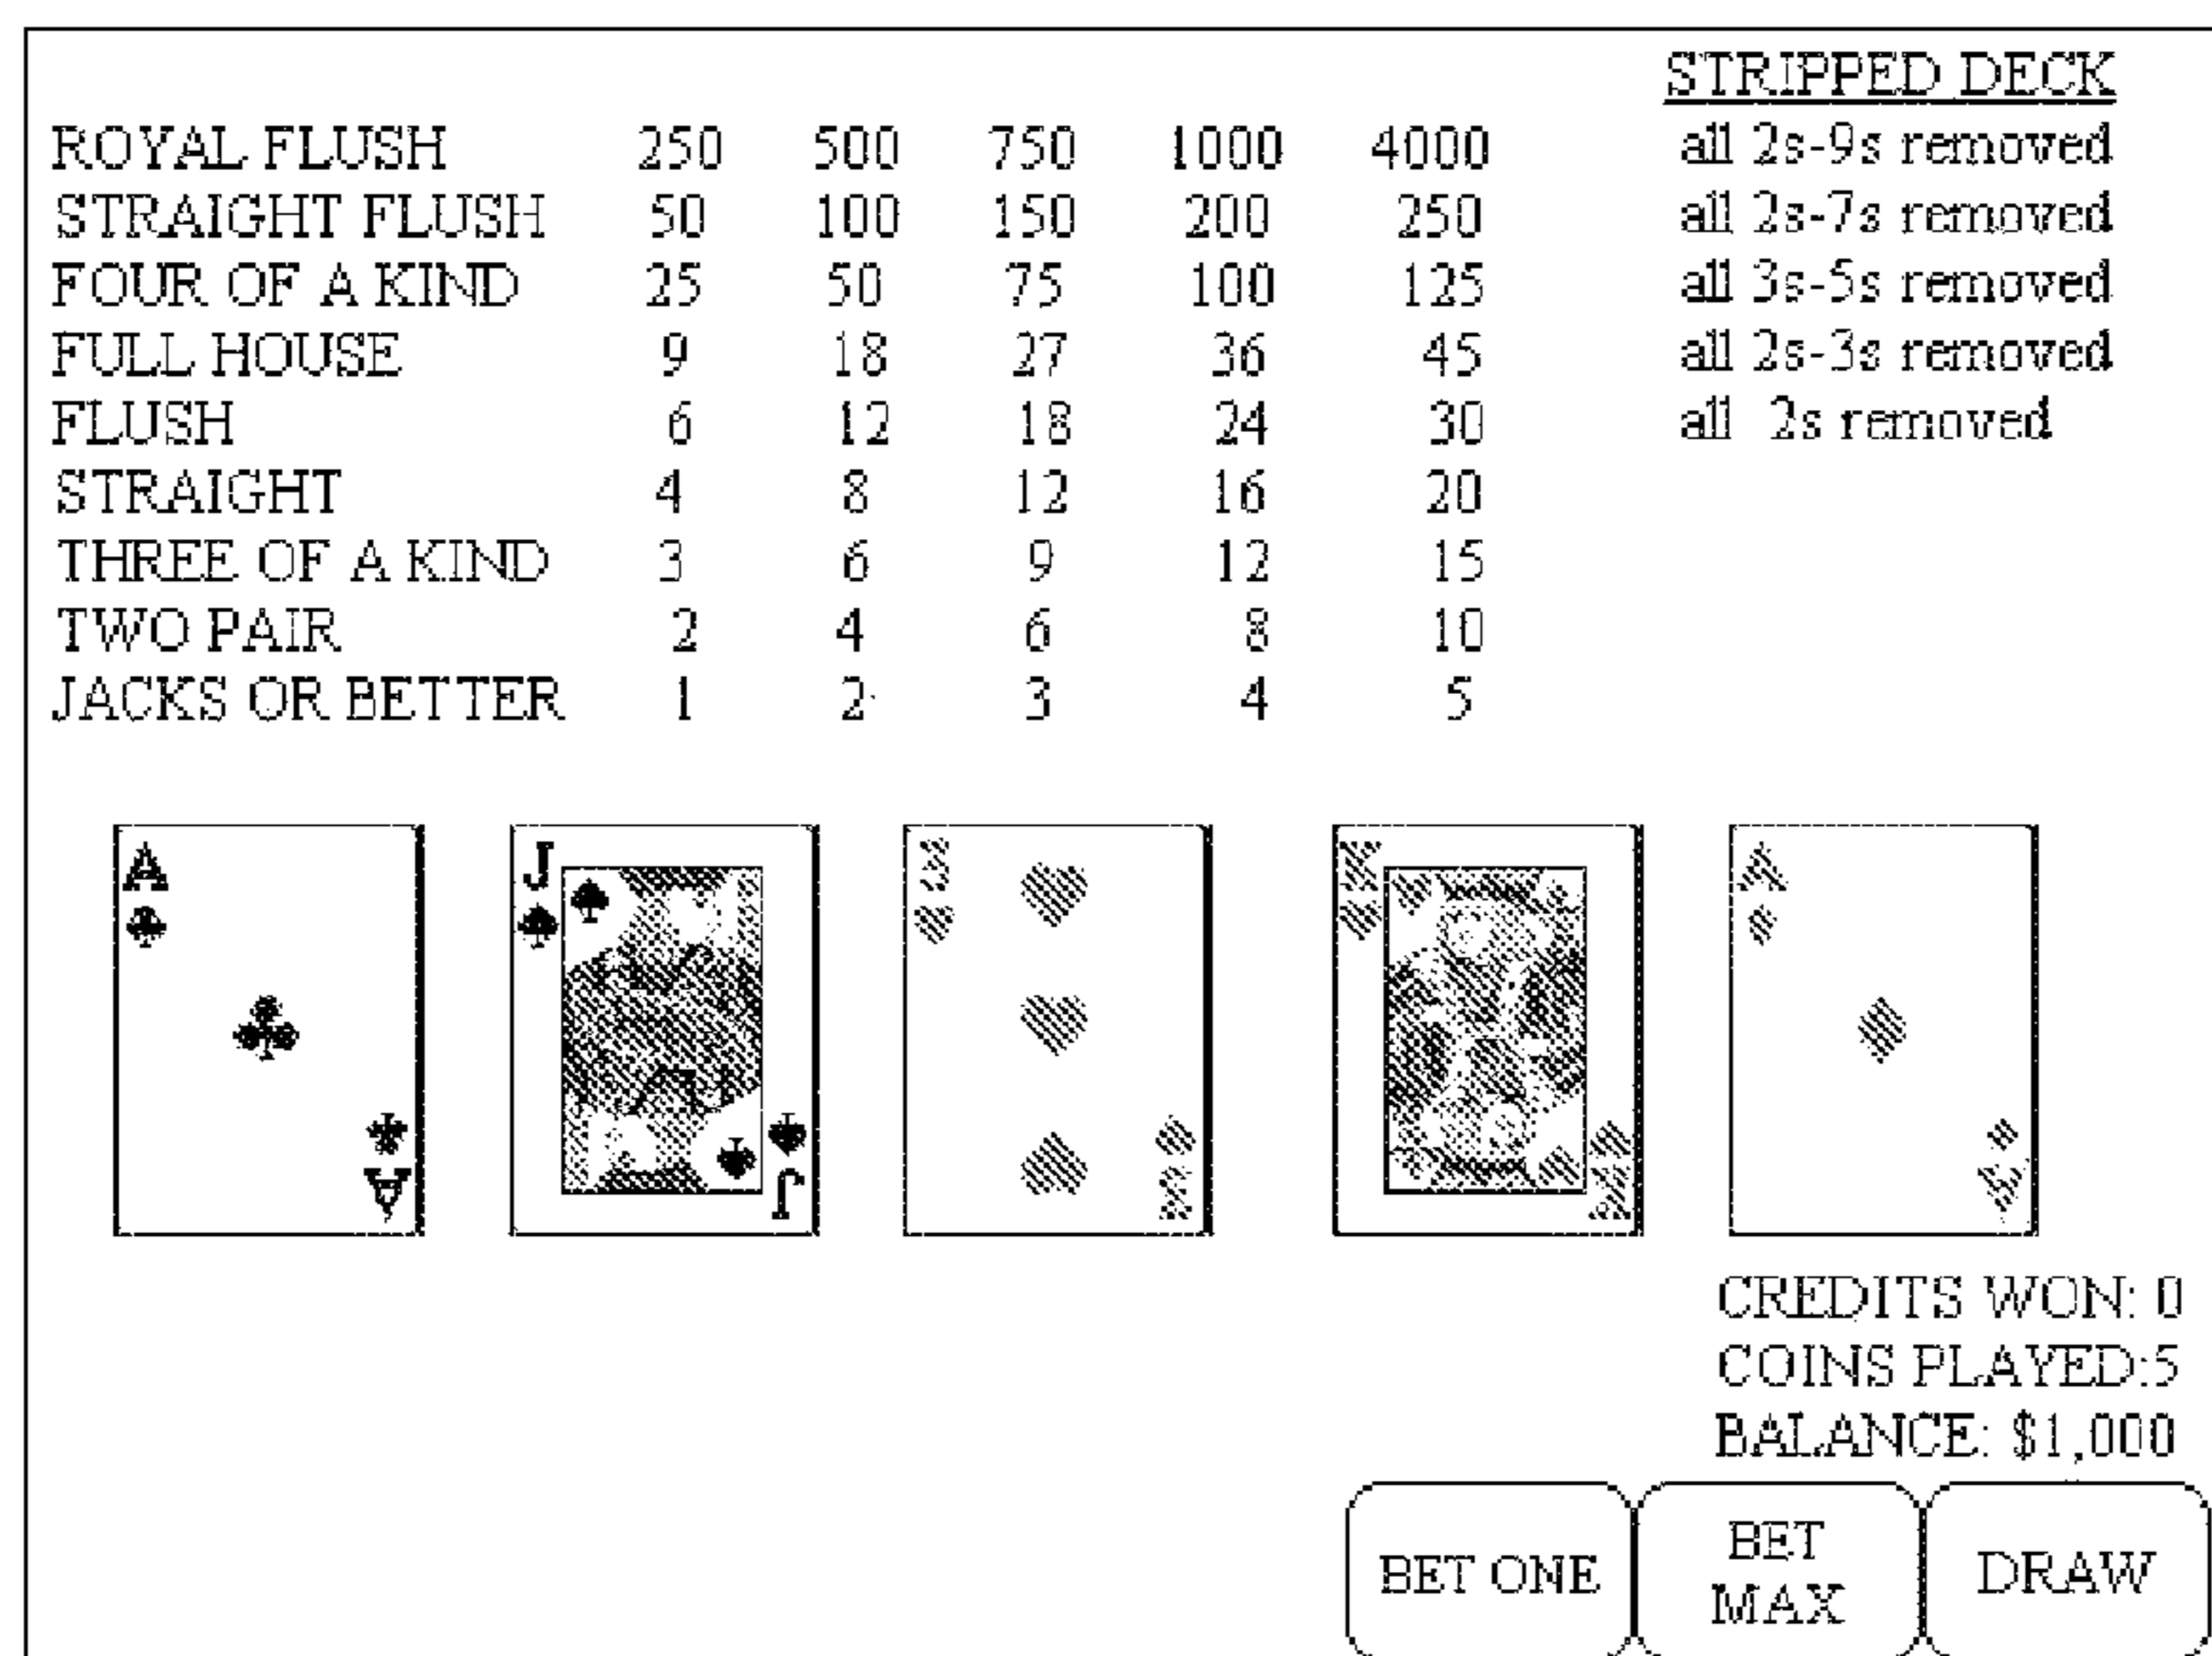 STRIPPED DECK
ROYAL FLUSH 250 500 750 1000 4000 all 2s-9s removed
STRAIGHT FLUSH 50 100 150 200 250 all 2s-7s removed
FOUR OF A KIND 25 50 75 100 125 all 3s-5s removed
FULL HOUSE 9 18 27 36 45 all 2s-3s removed
FLUSH 6 12 18 24 30 all 2s removed
STRAIGHT 4 8 12 16 20
THREE OF A KIND 3 6 9 12 15
TWO PAIR 2 4 6 8 10
JACKS OR BETTER 1 2 3 4 5
A J 3 K A
A J 3 K A
CREDITS WON: 0
COINS PLAYED:5
BALANCE: $1,000
BET ONE
BET
MAX
DRAW